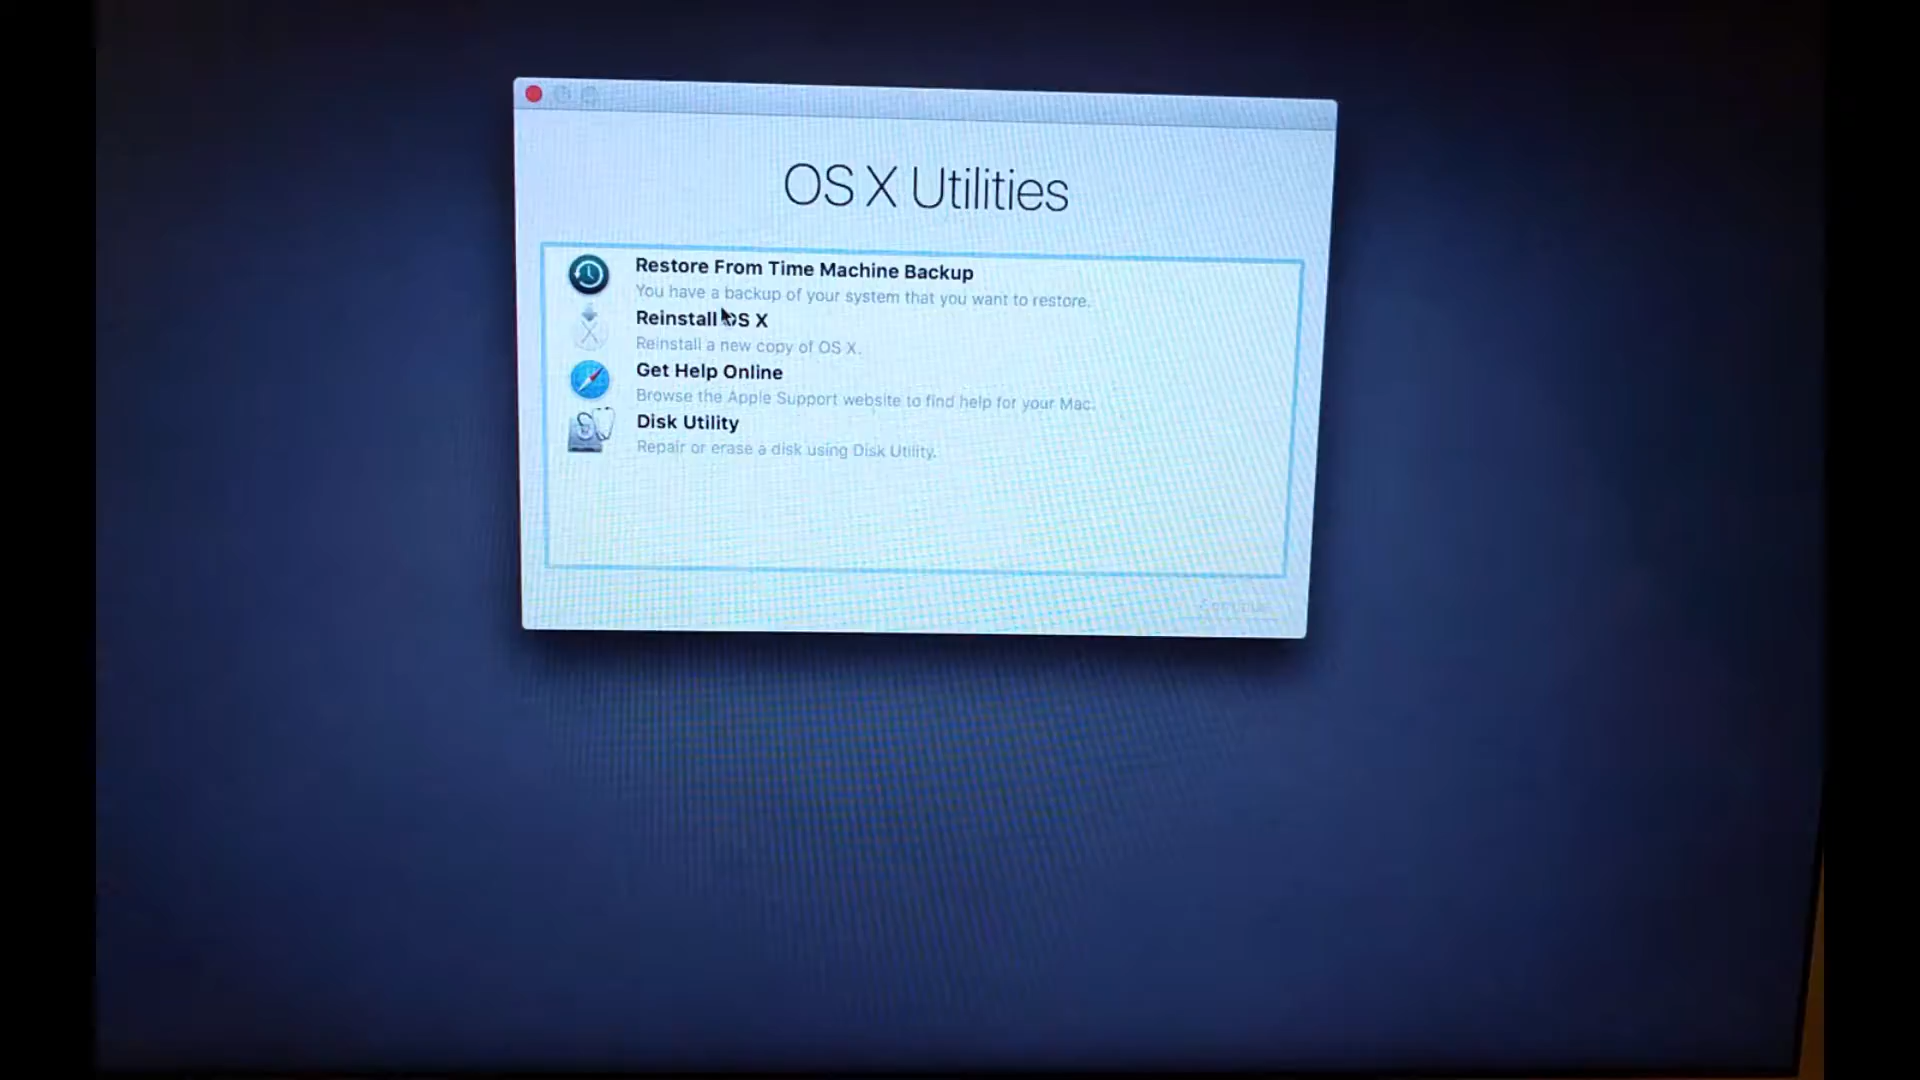 OS X Utilities
Restore From Time Machine Backup
You have a backup of your system that you want to restore.
Reinstall OS X
Reinstall a new copy of OS X.
Get Help Online
Browse the Apple Support website to find help for your Mac.
Disk Utility
Repair or erase a disk using Disk Utility.
Continue